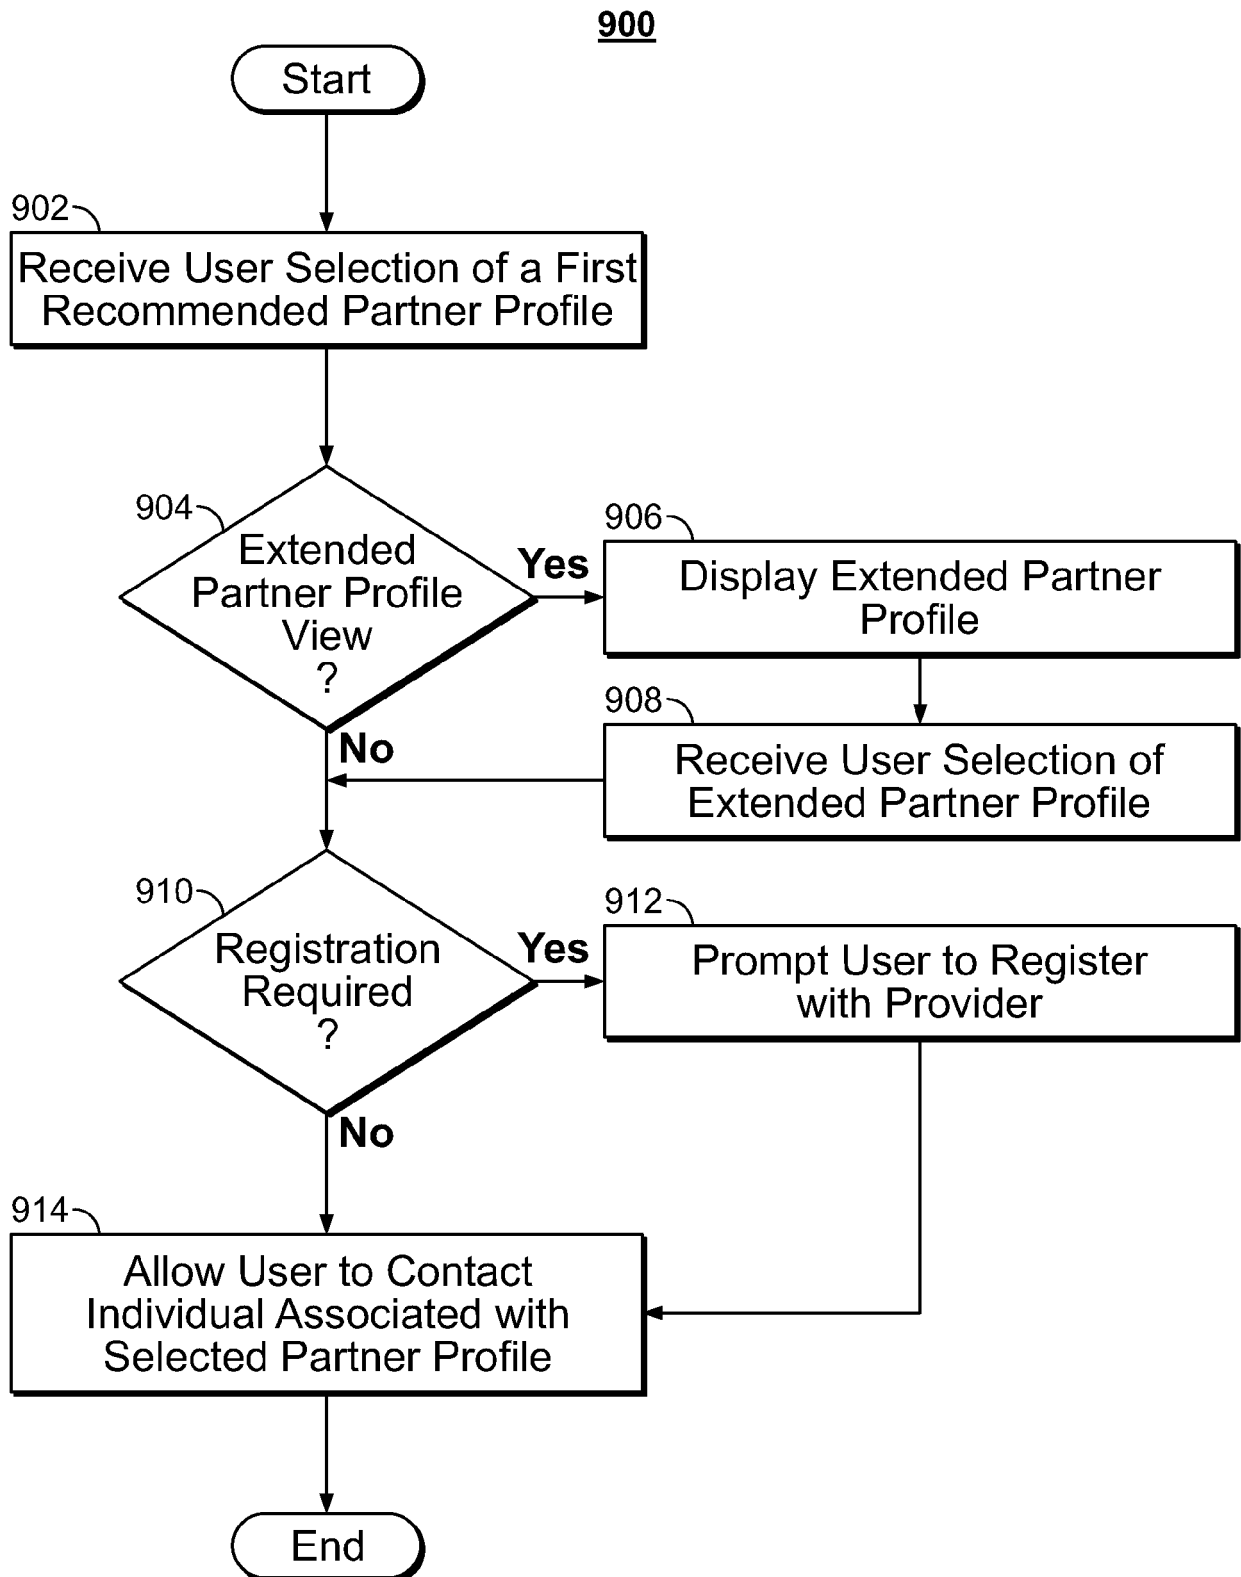 900
Start
902
Receive User Selection of a First
Recommended Partner Profile
904
Extended
Partner Profile
View
?
Yes
906
Display Extended Partner
Profile
908
Receive User Selection of
Extended Partner Profile
No
910
Registration
Required
?
Yes
912
Prompt User to Register
with Provider
No
914
Allow User to Contact
Individual Associated with
Selected Partner Profile
End